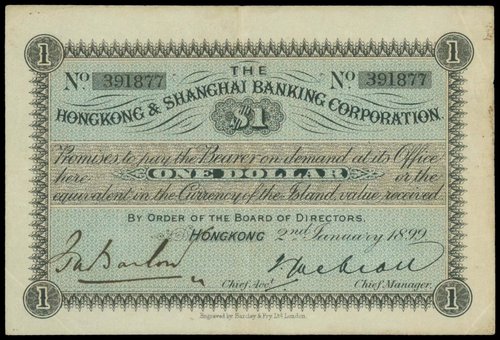 1 1
THE
No 391877 No 391877
HONGKONG & SHANGHAI BANKING CORPORATION.
$1
Promises to pay the Bearer on demand at its Office
here ONE DOLLAR or the
equivalent in the Currency of the Island, value received
BY ORDER OF THE BOARD OF DIRECTORS.
HONGKONG 2nd January 1899
Chief Acct. Chief Manager.
1 1
Engraved by Barclay & Fry, Ltd London.